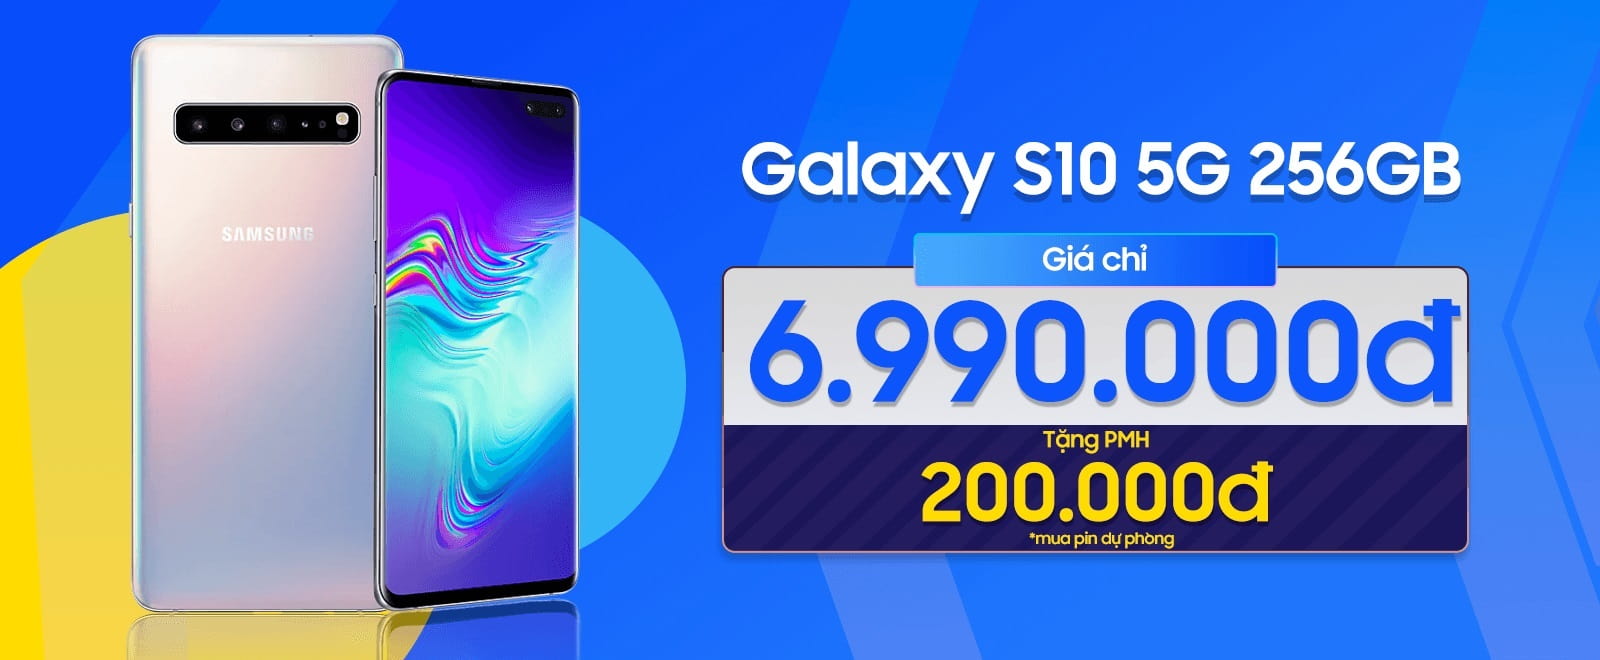 SAMSUNG
Galaxy S10 5G 256GB
Giá chỉ
6.990.000đ
Tặng PMH
200.000đ
*mua pin dự phòng